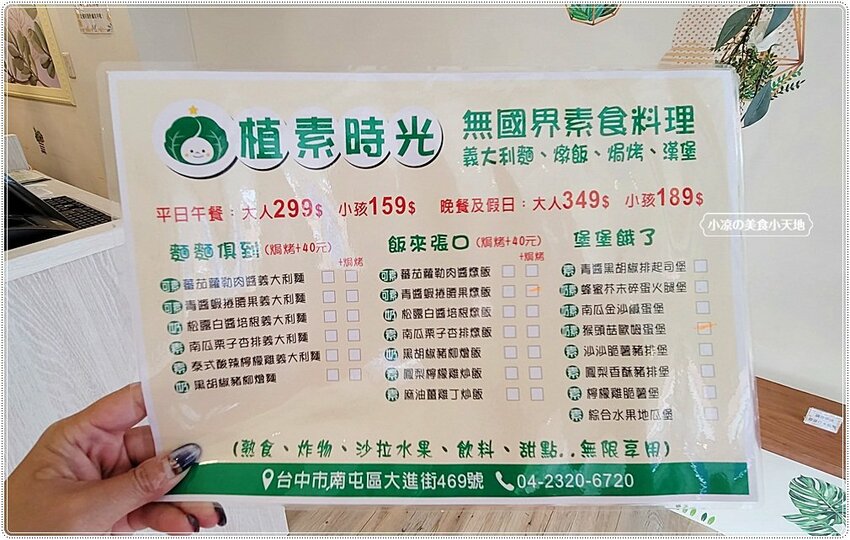 植素時光
無國界素食料理
義大利麵、燉飯、焗烤、漢堡
平日午餐：大人299$ 小孩159$ 晚餐及假日：大人349$ 小孩189$
小凉の美食小天地
麵麵俱到(焗烤+40元)
+焗烤
蕃茄蘿勒肉醬義大利麵
青醬蝦捲腰果義大利麵
松露白醬培根義大利麵
南瓜栗子杏排義大利麵
泰式酸辣檸檬雞義大利麵
黑胡椒豬柳燴麵
飯來張口(焗烤+40元)
+焗烤
蕃茄蘿勒肉醬燉飯
青醬蝦捲腰果燉飯
松露白醬培根燉飯
南瓜栗子杏排燉飯
黑胡椒豬柳燴飯
鳳梨檸檬雞炒飯
麻油薑雞丁炒飯
堡堡餓了
素 青醬黑胡椒排起司堡
蜂蜜芥末碎蛋火腿堡
南瓜金沙鹹蛋堡
猴頭菇歐姆蛋堡
素 沙沙脆薯豬排堡
素 鳳梨香酥豬排堡
素 檸檬雞脆薯堡
素 綜合水果地瓜堡
(熟食、炸物、沙拉水果、飲料、甜點..無限享用)
台中市,南屯區大進街469號 04-2320-6720